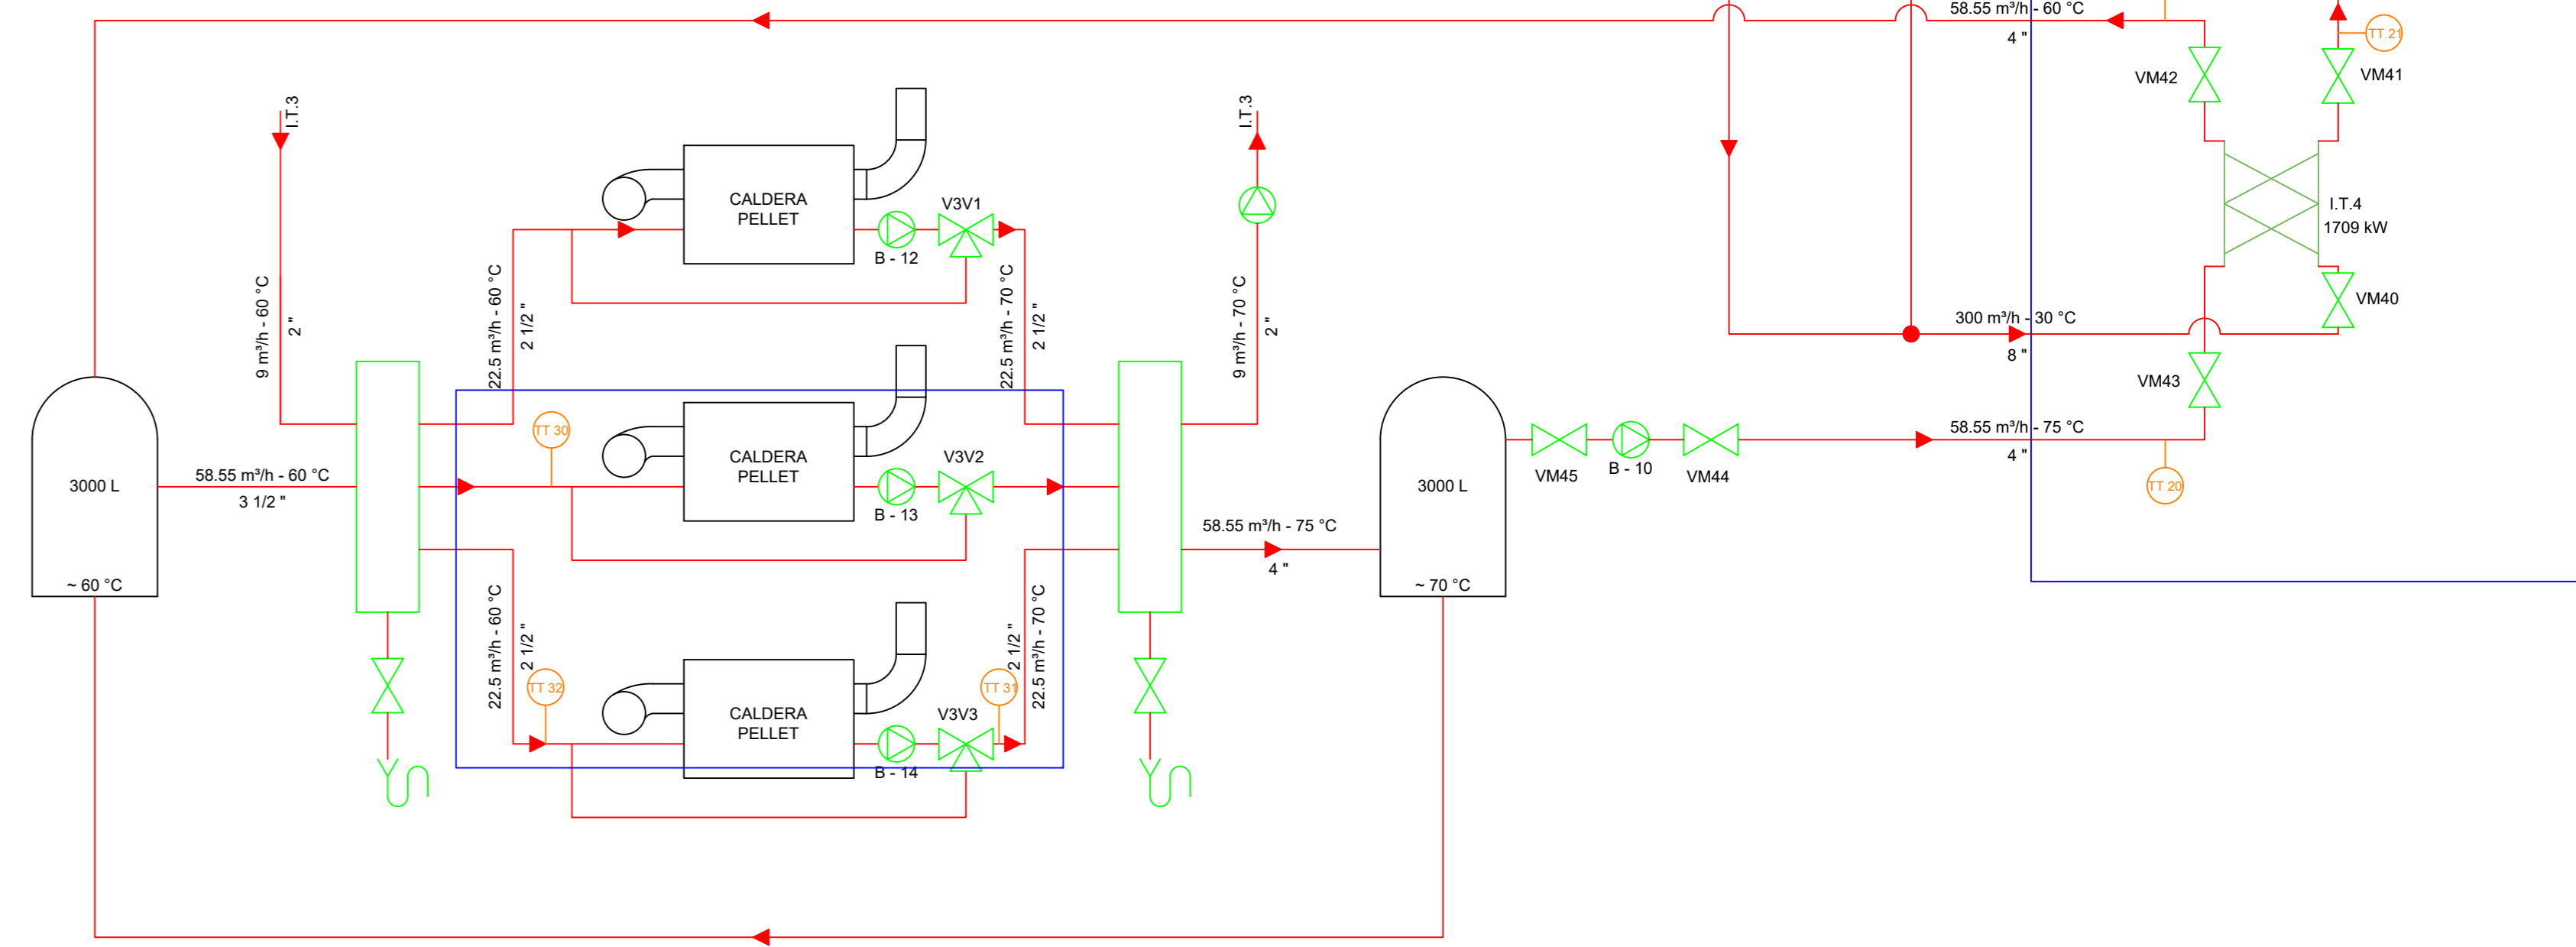 58.55 m³/h - 60 °C
4 "
TT 21
VM42
VM41
I.T.3
I.T.3
CALDERA
PELLET
V3V1
B - 12
I.T.4
1709 kW
9 m³/h - 60 °C
2 "
22.5 m³/h - 60 °C
2 1/2 "
22.5 m³/h - 70 °C
2 1/2 "
9 m³/h - 70 °C
2 "
VM40
300 m³/h - 30 °C
8 "
VM43
TT 30
CALDERA
PELLET
V3V2
B - 13
58.55 m³/h - 75 °C
4 "
VM45
B - 10
VM44
TT 20
3000 L
58.55 m³/h - 60 °C
3 1/2 "
3000 L
58.55 m³/h - 75 °C
4 "
~ 60 °C
~ 70 °C
22.5 m³/h - 60 °C
2 1/2 "
2 1/2 "
22.5 m³/h - 70 °C
TT 32
TT 31
CALDERA
PELLET
V3V3
B - 14